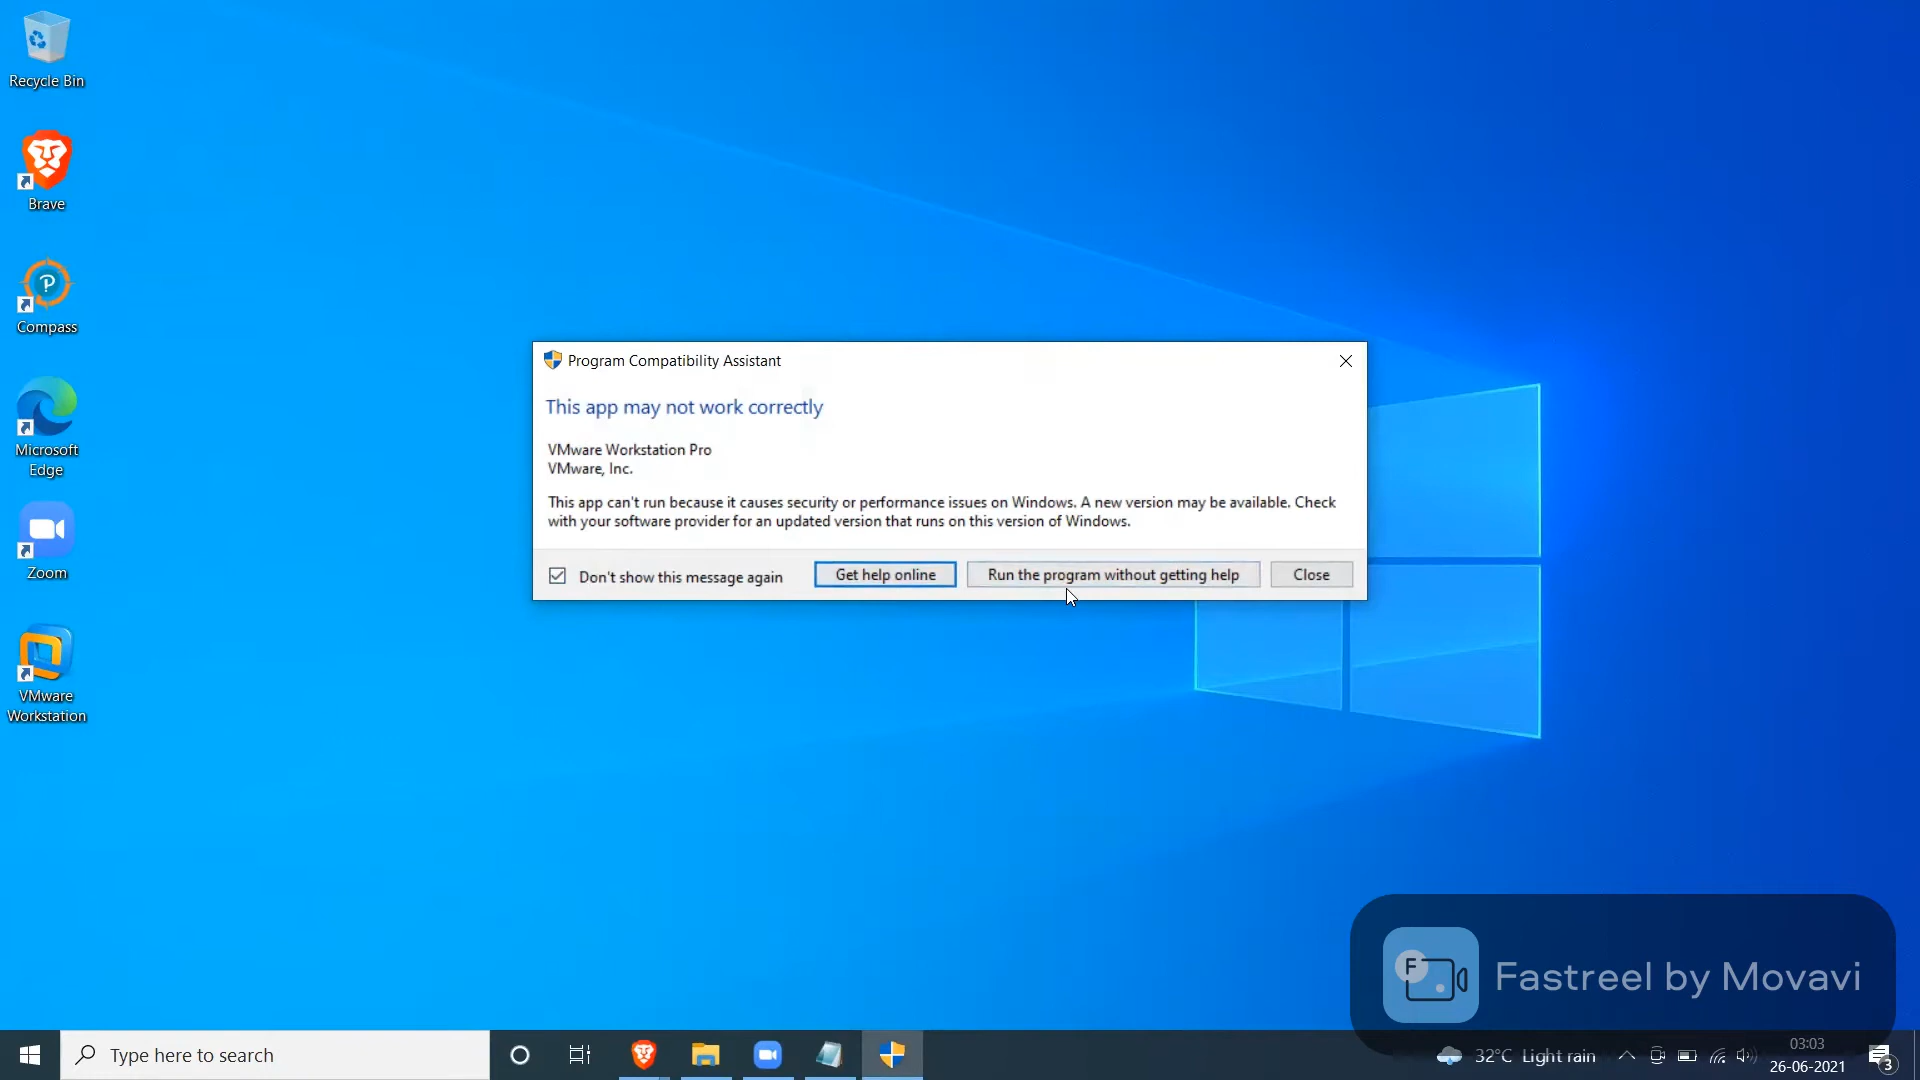 Recycle Bin
Brave
Compass
Microsoft
Edge
Zoom
VMware
Workstation
Program Compatibility Assistant
This app may not work correctly
VMware Workstation Pro
VMware, Inc.
This app can't run because it causes security or performance issues on Windows. A new version may be available. Check
with your software provider for an updated version that runs on this version of Windows.
Don't show this message again
Get help online
Run the program without getting help
Close
F
Fastreel by Movavi
Type here to search
32°C Light rain
03:03
26-06-2021
3